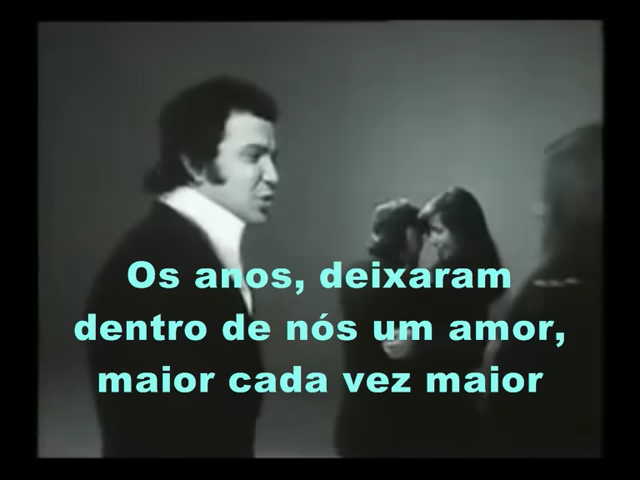 Os anos, deixaram
dentro de nós um amor,
maior cada vez maior